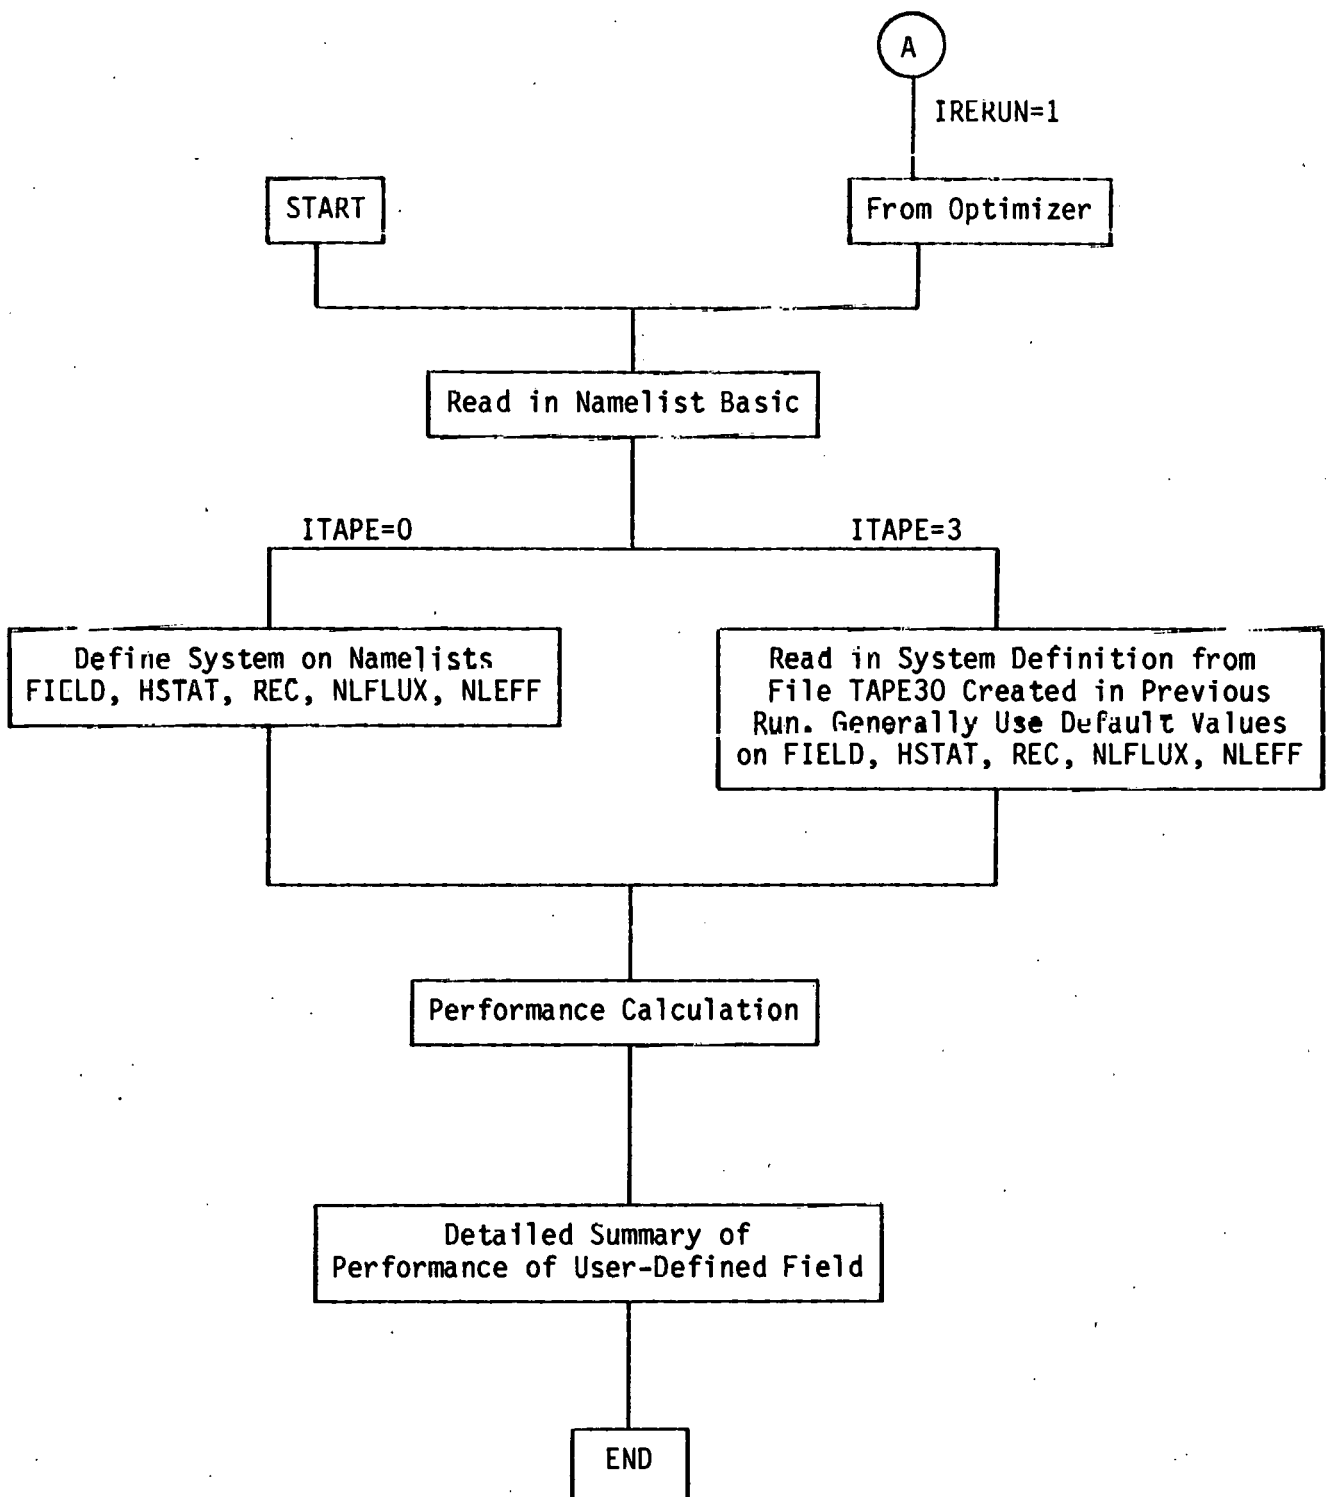 A
IRERUN=1
START
From Optimizer
Read in Namelist Basic
ITAPE=0
ITAPE=3
Define System on Namelists
FIELD, HSTAT, REC, NLFLUX, NLEFF
Read in System Definition from
File TAPE30 Created in Previous
Run. Generally Use Default Values
on FIELD, HSTAT, REC, NLFLUX, NLEFF
Performance Calculation
Detailed Summary of
Performance of User-Defined Field
END